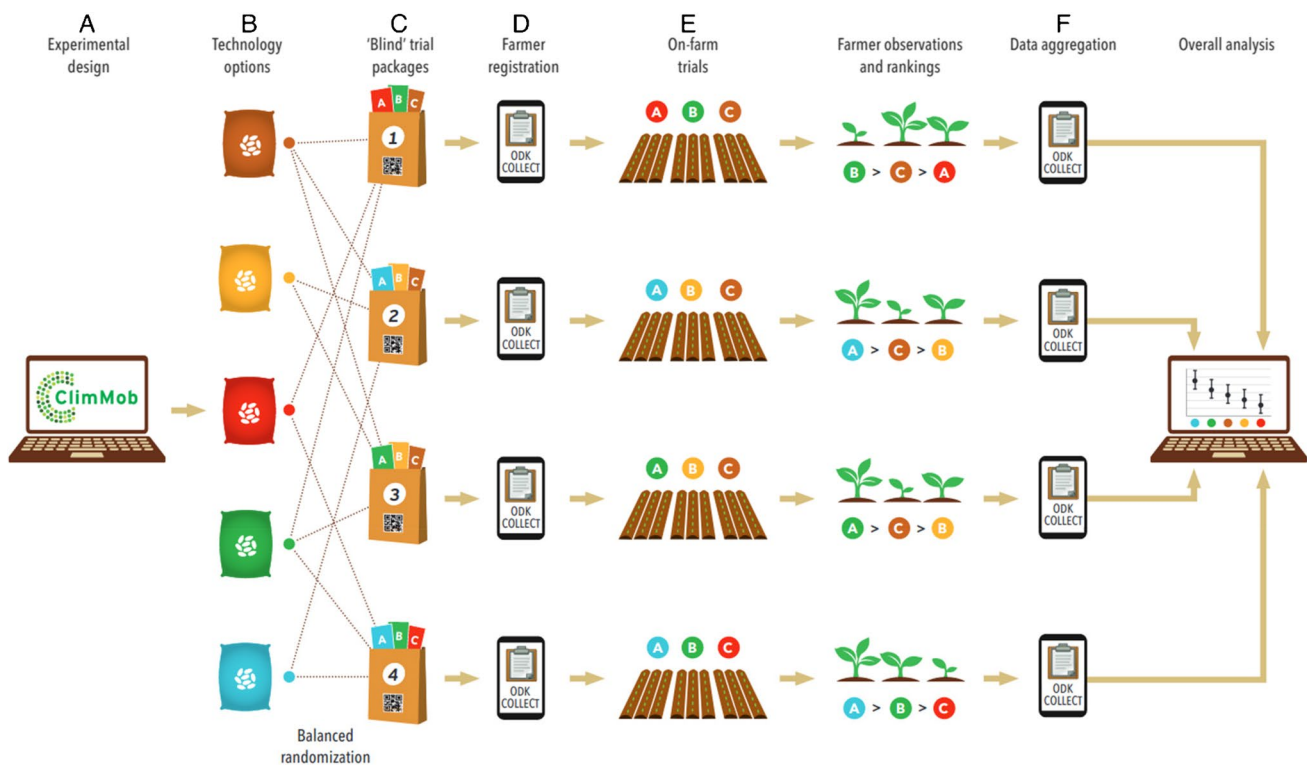 A
B
C
D
E
F
Experimental
design
Technology
options
‘Blind’ trial
packages
Farmer
registration
On-farm
trials
Farmer observations
and rankings
Data aggregation
Overall analysis
A B C
1
ODK
COLLECT
A B C
B > C > A
ODK
COLLECT
A B C
2
ODK
COLLECT
A B C
A > C > B
ODK
COLLECT
ClimMob
A B C
3
ODK
COLLECT
A B C
A > C > B
ODK
COLLECT
A B C
4
ODK
COLLECT
A B C
A > B > C
ODK
COLLECT
Balanced
randomization